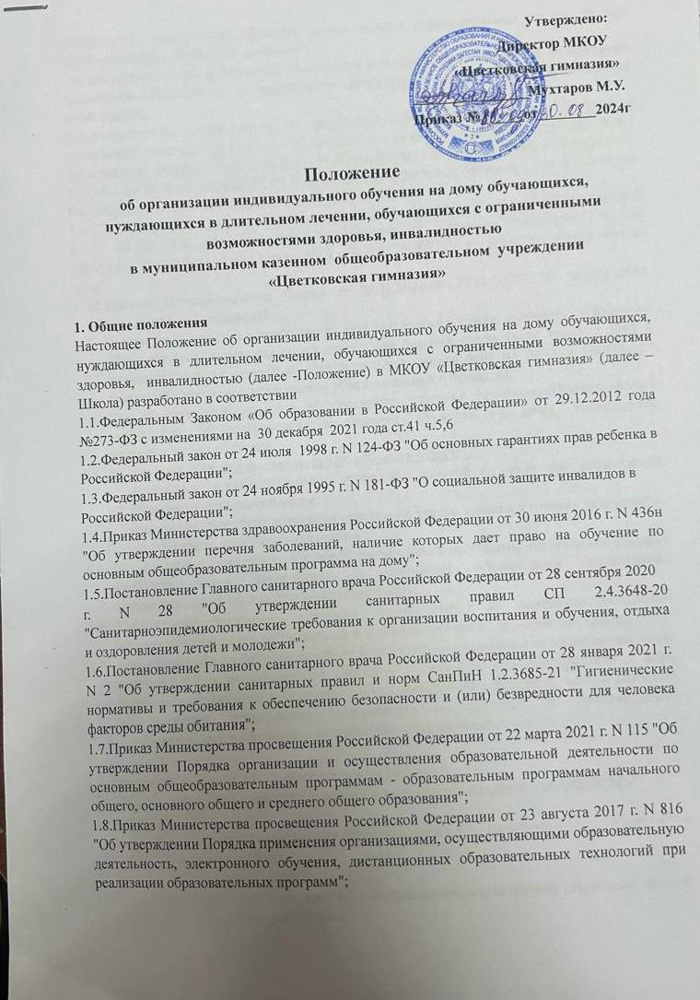 Утверждено:
Директор МКОУ
«Цветковская гимназия»
Мухтаров М.У.
Приказ № от 30.08 2024г
Положение
об организации индивидуального обучения на дому обучающихся,
нуждающихся в длительном лечении, обучающихся с ограниченными
возможностями здоровья, инвалидностью
в муниципальном казенном общеобразовательном учреждении
«Цветковская гимназия»
1. Общие положения
Настоящее Положение об организации индивидуального обучения на дому обучающихся,
нуждающихся в длительном лечении, обучающихся с ограниченными возможностями
здоровья, инвалидностью (далее -Положение) в МКОУ «Цветковская гимназия» (далее –
Школа) разработано в соответствии
1.1.Федеральным Законом «Об образовании в Российской Федерации» от 29.12.2012 года
№273-ФЗ с изменениями на 30 декабря 2021 года ст.41 ч.5,6
1.2.Федеральный закон от 24 июля 1998 г. N 124-ФЗ "Об основных гарантиях прав ребенка в
Российской Федерации";
1.3.Федеральный закон от 24 ноября 1995 г. N 181-ФЗ "О социальной защите инвалидов в
Российской Федерации";
1.4.Приказ Министерства здравоохранения Российской Федерации от 30 июня 2016 г. N 436н
"Об утверждении перечня заболеваний, наличие которых дает право на обучение по
основным общеобразовательным программа на дому";
1.5.Постановление Главного санитарного врача Российской Федерации от 28 сентября 2020
г. N 28 "Об утверждении санитарных правил СП 2.4.3648-20
"Санитарноэпидемиологические требования к организации воспитания и обучения, отдыха
и оздоровления детей и молодежи";
1.6.Постановление Главного санитарного врача Российской Федерации от 28 января 2021 г.
N 2 "Об утверждении санитарных правил и норм СанПиН 1.2.3685-21 "Гигиенические
нормативы и требования к обеспечению безопасности и (или) безвредности для человека
факторов среды обитания";
1.7.Приказ Министерства просвещения Российской Федерации от 22 марта 2021 г. N 115 "Об
утверждении Порядка организации и осуществления образовательной деятельности по
основным общеобразовательным программам - образовательным программам начального
общего, основного общего и среднего общего образования";
1.8.Приказ Министерства просвещения Российской Федерации от 23 августа 2017 г. N 816
"Об утверждении Порядка применения организациями, осуществляющими образовательную
деятельность, электронного обучения, дистанционных образовательных технологий при
реализации образовательных программ";